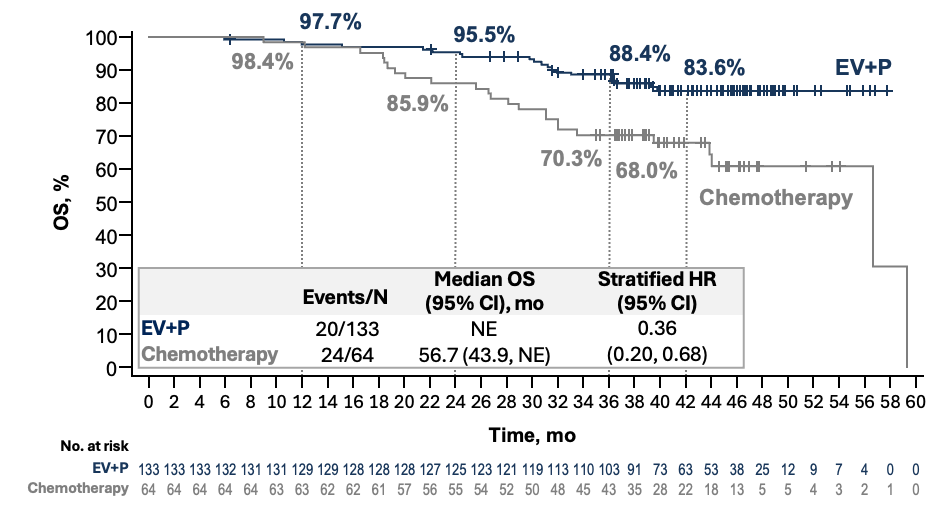 97.7%
95.5%
88.4%
83.6%
EV+P
98.4%
85.9%
70.3%
68.0%
Chemotherapy
OS, %
100
90
80
70
60
50
40
30
20
10
0
Events/N Median OS (95% CI), mo Stratified HR (95% CI)
EV+P 20/133 NE 0.36
Chemotherapy 24/64 56.7 (43.9, NE) (0.20, 0.68)
0 2 4 6 8 10 12 14 16 18 20 22 24 26 28 30 32 34 36 38 40 42 44 46 48 50 52 54 56 58 60
Time, mo
No. at risk
EV+P 133 133 133 132 131 131 129 129 128 128 128 127 125 123 121 119 113 110 103 91 73 63 53 38 25 12 9 7 4 0 0
Chemotherapy 64 64 64 64 64 63 63 62 62 61 57 56 55 54 52 50 48 45 43 35 28 22 18 13 5 5 4 3 2 1 0